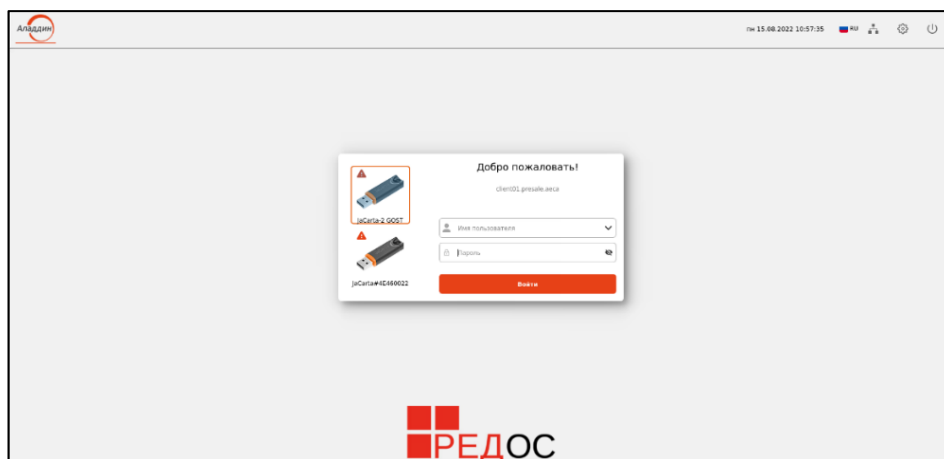 Аладдин
пн 15.08.2022 10:57:35 RU
Добро пожаловать!
client01.presale.aeca
JaCarta-2 GOST
Имя пользователя
Пароль
JaCarta#4E460022
Войти
РЕДОС